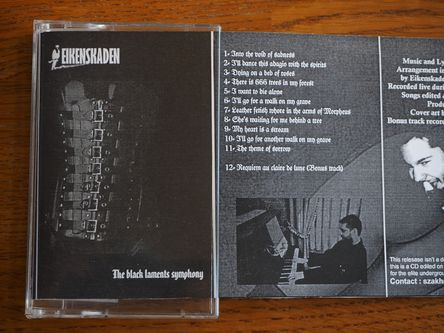 EIKENSKADEN
The black laments symphony
1- Into the void of sadness
2- I'll dance this adagio with the spirits
3- Dying on a bed of roses
4- There is 666 trees in my forest
5- I want to die alone
6- I'll go for a walk on my grave
7- Leather fetish whore in the arms of Morpheus
8- She's waiting for me behind a tree
9- My heart is a stream
10- I'll go for another walk on my grave
11- The theme of sorrow
12- Requiem au claire de lune (Bonus track)
Music and Ly
Arrangement in
by Eikenskade
Recorded live duri
Songs edited a
Produ
Cover art b
Bonus track recor
This release isn't a d
this is a CD edited on
for the elite undergrou
Contact : szakh